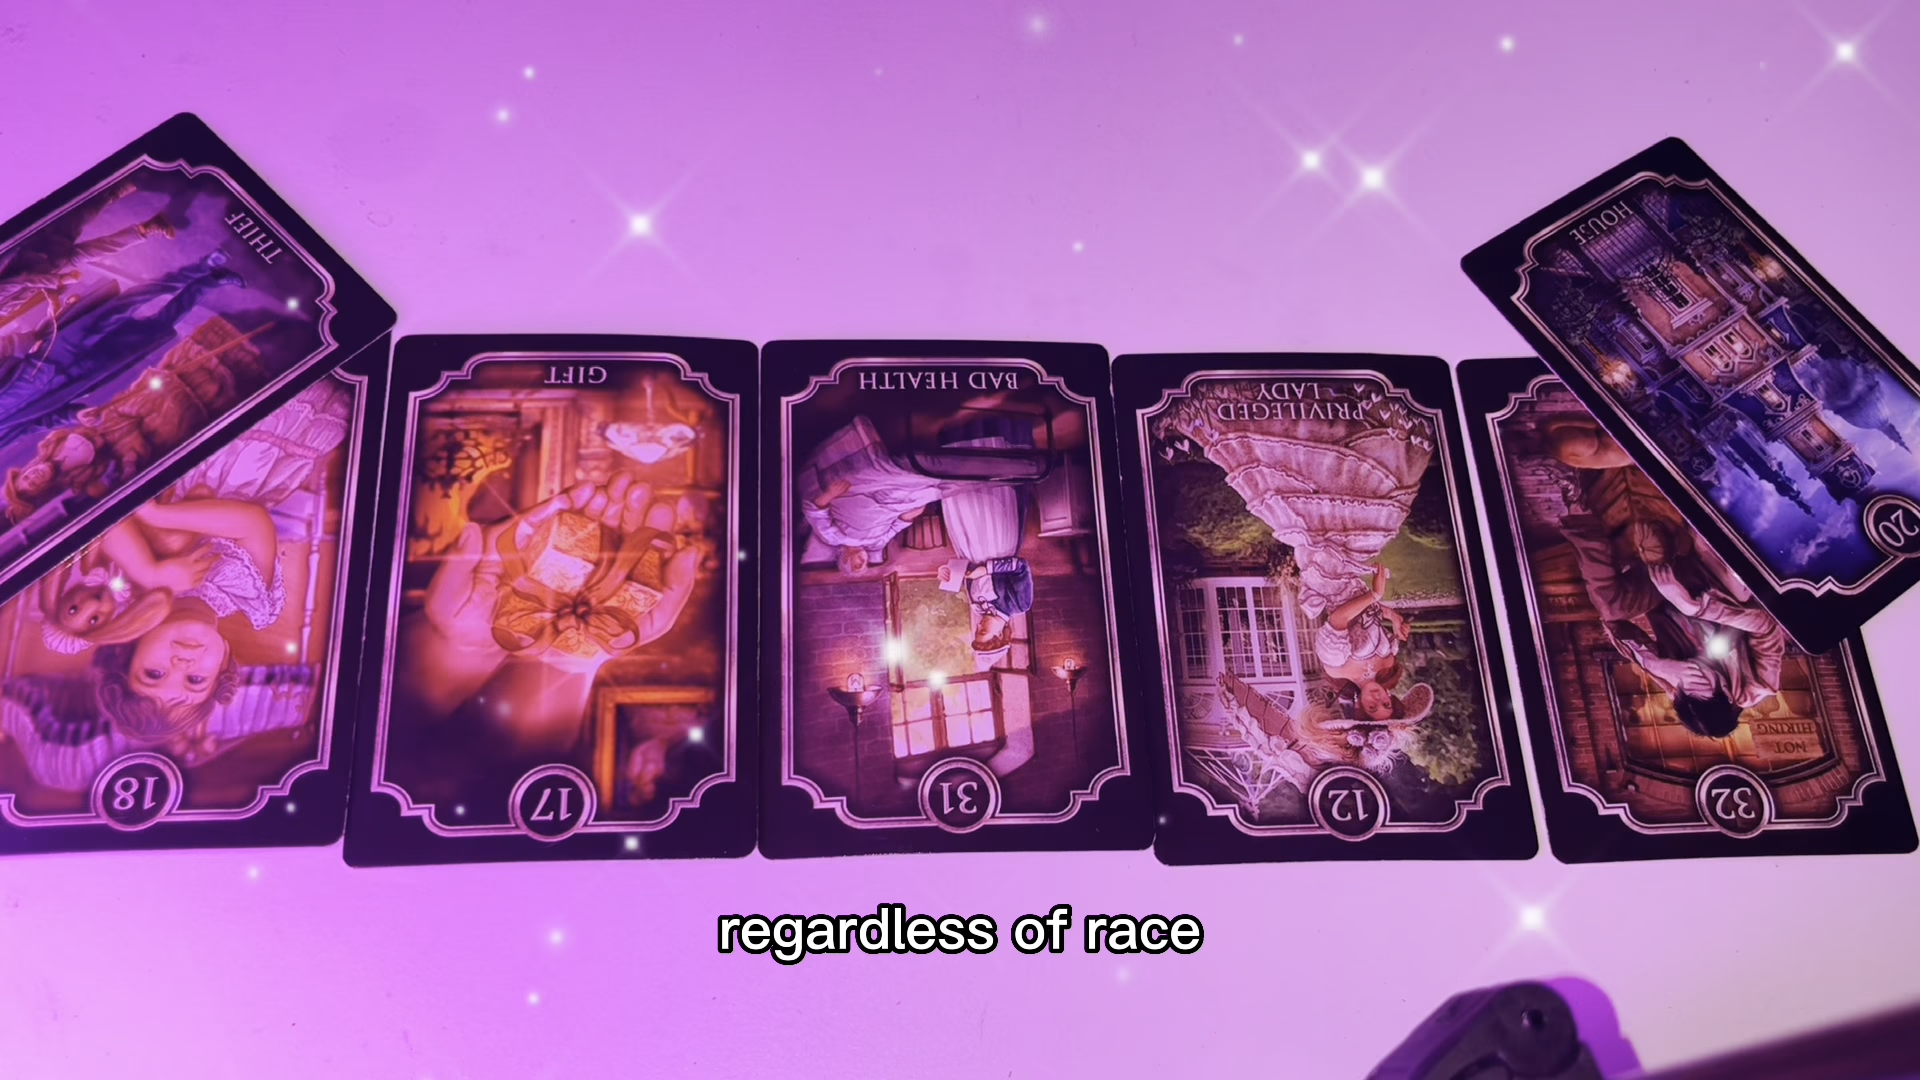 THIEF
HOUSE
20
GIFT
BAD HEALTH
PRIVILEGED
LADY
NOT
HIRING
18
17
31
12
32
regardless of race